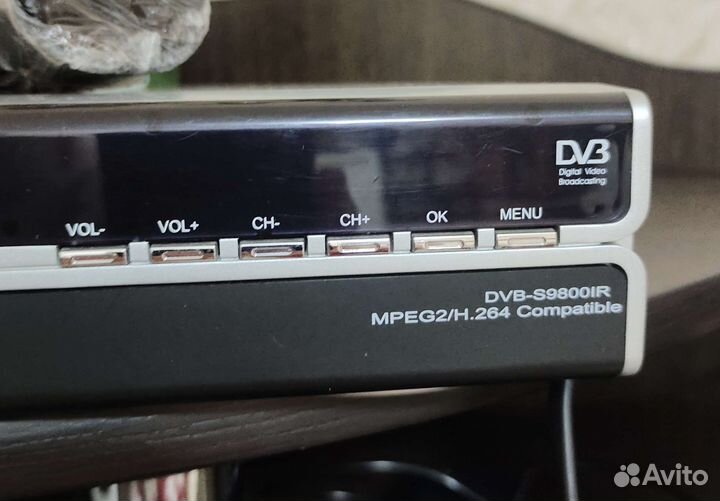 DVB
Digital Video
Broadcasting
VOL- VOL+ CH- CH+ OK MENU
DVB-S9800IR
MPEG2/H.264 Compatible
Avito